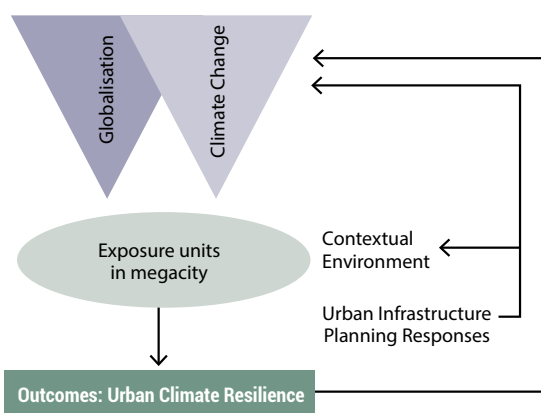 Globalisation
Climate Change
Exposure units
in megacity
Contextual
Environment
Urban Infrastructure
Planning Responses
Outcomes: Urban Climate Resilience